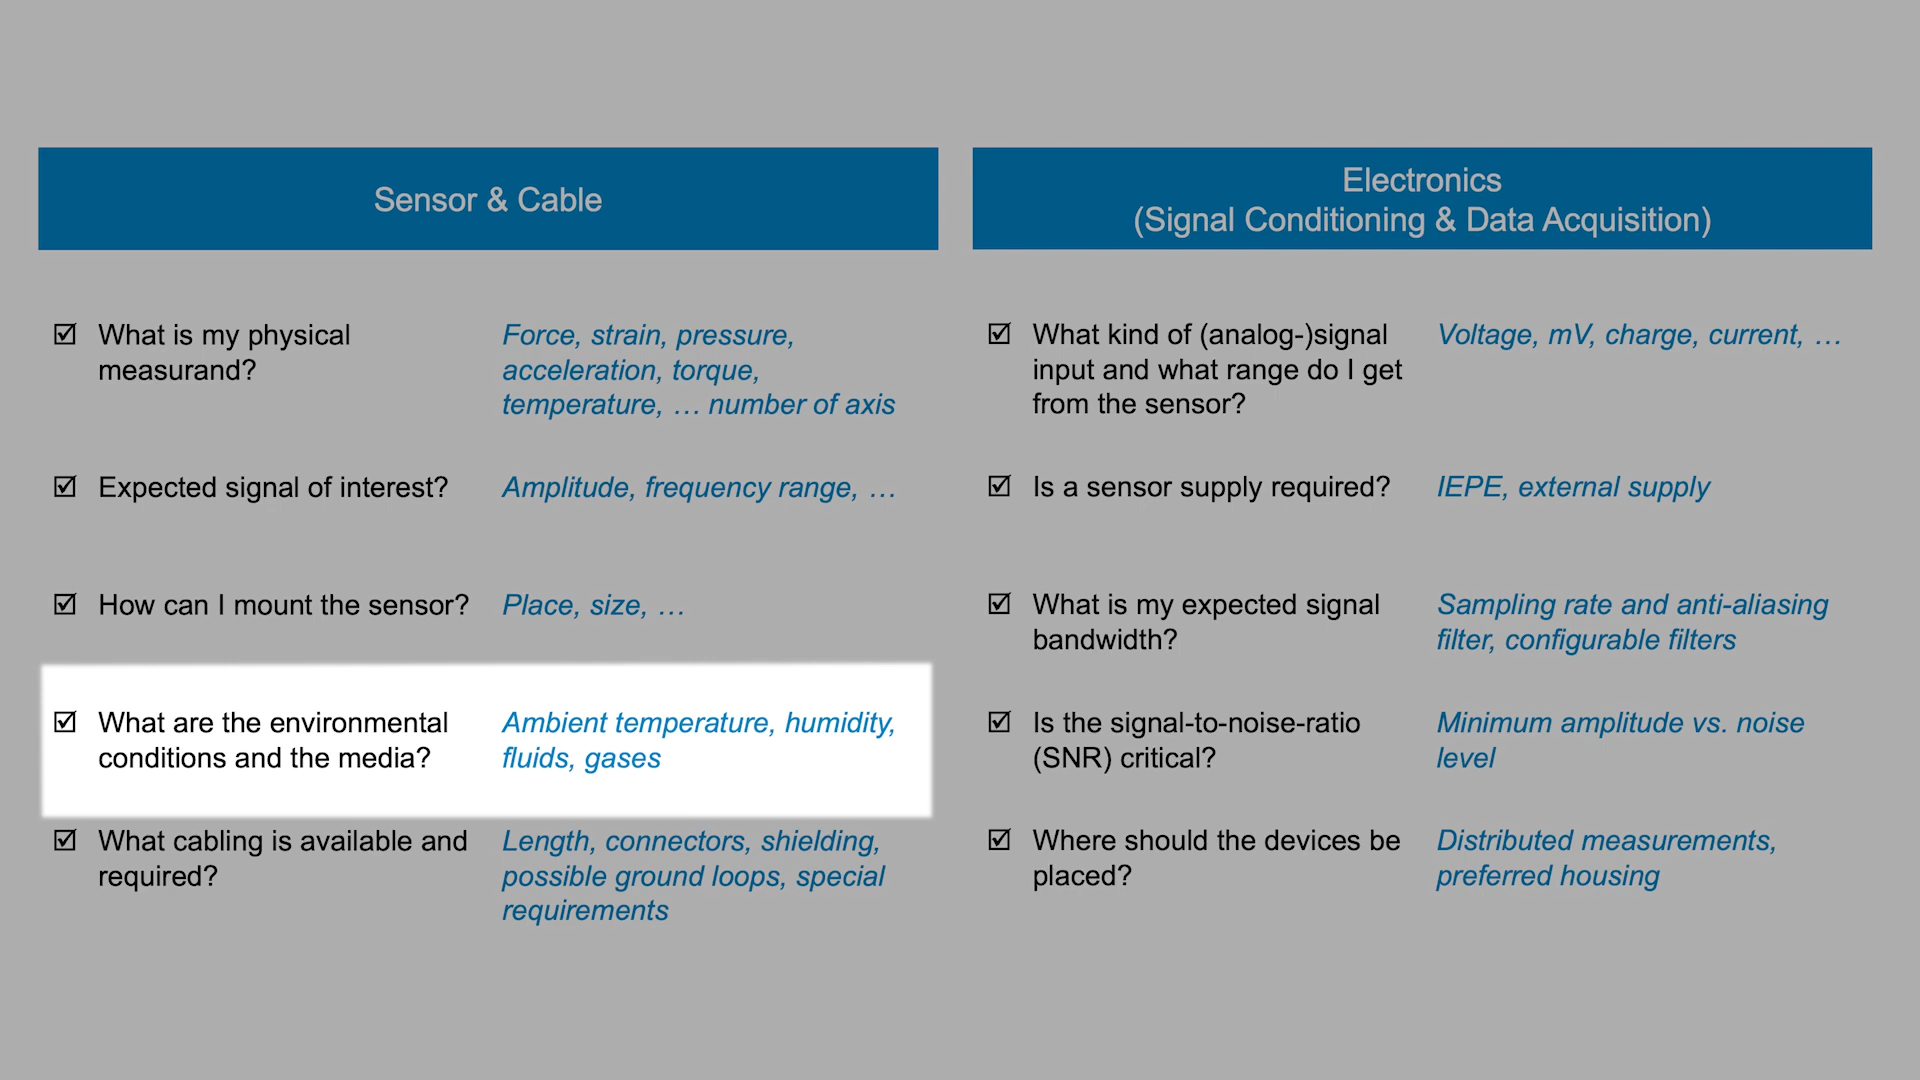 Sensor & Cable
What is my physical
measurand?
Force, strain, pressure,
acceleration, torque,
temperature, … number of axis
Expected signal of interest?
Amplitude, frequency range, …
How can I mount the sensor?
Place, size, …
What are the environmental
conditions and the media?
Ambient temperature, humidity,
fluids, gases
What cabling is available and
required?
Length, connectors, shielding,
possible ground loops, special
requirements
Electronics
(Signal Conditioning & Data Acquisition)
What kind of (analog-)signal
input and what range do I get
from the sensor?
Voltage, mV, charge, current, …
Is a sensor supply required?
IEPE, external supply
What is my expected signal
bandwidth?
Sampling rate and anti-aliasing
filter, configurable filters
Is the signal-to-noise-ratio
(SNR) critical?
Minimum amplitude vs. noise
level
Where should the devices be
placed?
Distributed measurements,
preferred housing